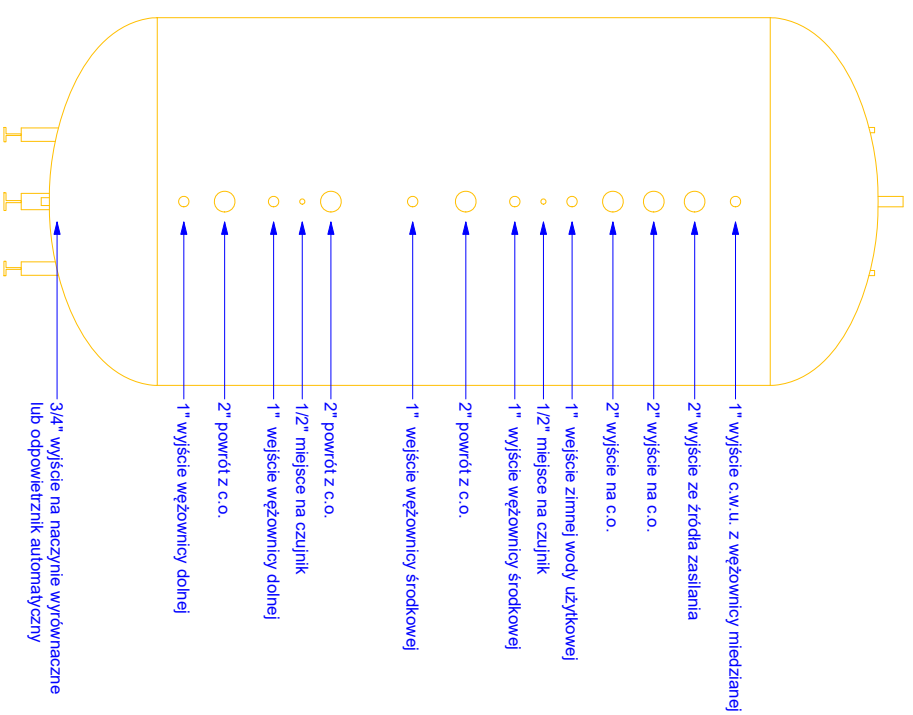 1" wyjście c.w.u. z wężownicy miedzianej
2" wyjście ze źródła zasilania
2" wyjście na c.o.
2" wyjście na c.o.
1" wejście zimnej wody użytkowej
1/2" miejsce na czujnik
1" wyjście wężownicy środkowej
2" powrót z c.o.
1" wejście wężownicy środkowej
2" powrót z c.o.
1/2" miejsce na czujnik
1" wejście wężownicy dolnej
2" powrót z c.o.
1" wyjście wężownicy dolnej
3/4" wyjście na naczynie wyrównaczne
lub odpowietrznik automatyczny